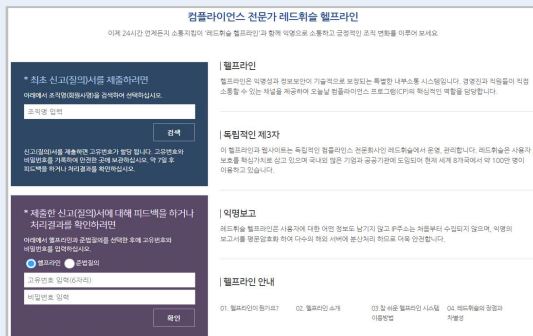 컴플라이언스 전문가 레드휘슬 헬프라인
이제 24시간 언제든지 소통지킴이 '레드휘슬 헬프라인'과 함께 익명으로 소통하고 긍정적인 조직 변화를 이루어 보세요
* 최초 신고(질의)서를 제출하려면
아래에서 조직명(회원사명)을 검색하여 선택하십시오.
조직명 입력
검색
신고(질의)서를 제출하면 고유번호가 할당 됩니다. 고유번호와
비밀번호를 기록하여 안전한 곳에 보관하십시오. 약 7일 후
피드백을 하거나 처리결과를 확인하십시오.
* 제출한 신고(질의)서에 대해 피드백을 하거나
처리결과를 확인하려면
아래에서 헬프라인과 준법질의를 선택한 후에 고유번호와
비밀번호를 입력하십시오.
헬프라인 준법질의
고유번호 입력(6자리)
비밀번호 입력
확인
헬프라인
헬프라인은 익명성과 정보보안이 기술적으로 보장되는 특별한 내부소통 시스템입니다. 경영진과 직원들이 직접
소통할 수 있는 채널을 제공하여 오늘날 컴플라이언스 프로그램(CP)의 핵심적인 역할을 담당합니다.
독립적인 제3자
이 헬프라인과 웹사이트는 독립적인 컴플라인스 전문회사인 레드휘슬에서 운영, 관리합니다. 레드휘슬은 사용자
보호를 핵심가치로 삼고 있으며 국내외 많은 기업과 공공기관에 도입되어 현재 세계 8개국에서 약 100만 명이
이용하고 있습니다.
익명보고
레드휘슬 헬프라인은 사용자에 대한 어떤 정보도 남기지 않고 IP주소는 처음부터 수집되지 않으며, 익명의
보고서를 평문암호화 하여 다수의 해외 서버에 분산처리 하므로 더욱 안전합니다.
헬프라인 안내
01. 헬프라인이 뭔가요? 02. 헬프라인 소개 03.참 쉬운 헬프라인 시스템 04. 레드휘슬의 장점과
이용방법 차별성